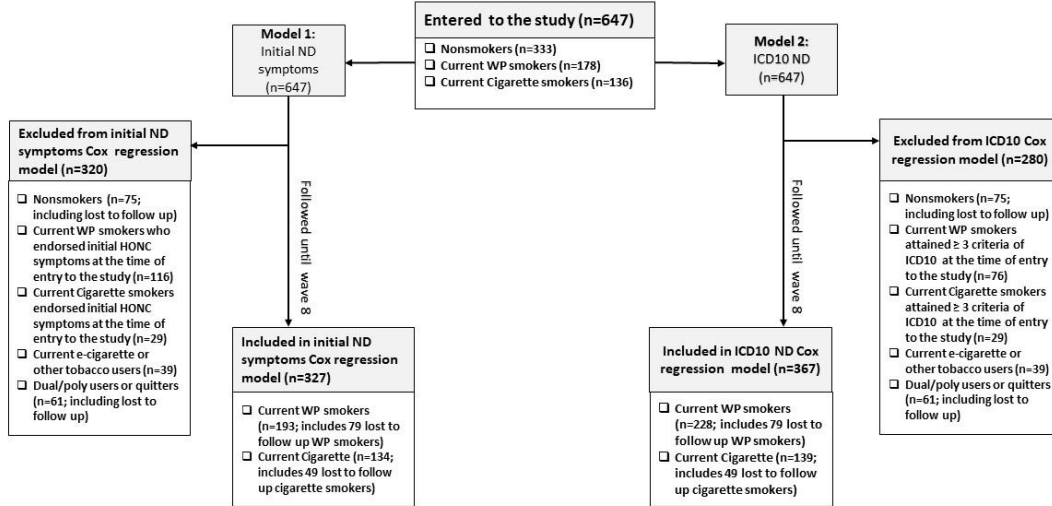 Entered to the study (n=647)
❑ Nonsmokers (n=333)
❑ Current WP smokers (n=178)
❑ Current Cigarette smokers (n=136)
Model 1:
Initial ND
symptoms
(n=647)
Model 2:
ICD10 ND
(n=647)
Excluded from initial ND
symptoms Cox regression
model (n=320)
❑ Nonsmokers (n=75;
including lost to follow up)
❑ Current WP smokers who
endorsed initial HONC
symptoms at the time of
entry to the study (n=116)
❑ Current Cigarette smokers
endorsed initial HONC
symptoms at the time of
entry to the study (n=29)
❑ Current e-cigarette or
other tobacco users (n=39)
❑ Dual/poly users or quitters
(n=61; including lost to
follow up)
Followed until wave 8
Included in initial ND
symptoms Cox regression
model (n=327)
❑ Current WP smokers
(n=193; includes 79 lost to
follow up WP smokers)
❑ Current Cigarette (n=134;
includes 49 lost to follow
up cigarette smokers)
Followed until wave 8
Included in ICD10 ND Cox
regression model (n=367)
❑ Current WP smokers
(n=228; includes 79 lost to
follow up WP smokers)
❑ Current Cigarette (n=139;
includes 49 lost to follow
up cigarette smokers)
Excluded from ICD10 Cox
regression model (n=280)
❑ Nonsmokers (n=75;
including lost to follow up)
❑ Current WP smokers
attained ≥ 3 criteria of
ICD10 at the time of entry
to the study (n=76)
❑ Current Cigarette smokers
attained ≥ 3 criteria of
ICD10 at the time of entry
to the study (n=29)
❑ Current e-cigarette or
other tobacco users (n=39)
❑ Dual/poly users or quitters
(n=61; including lost to
follow up)